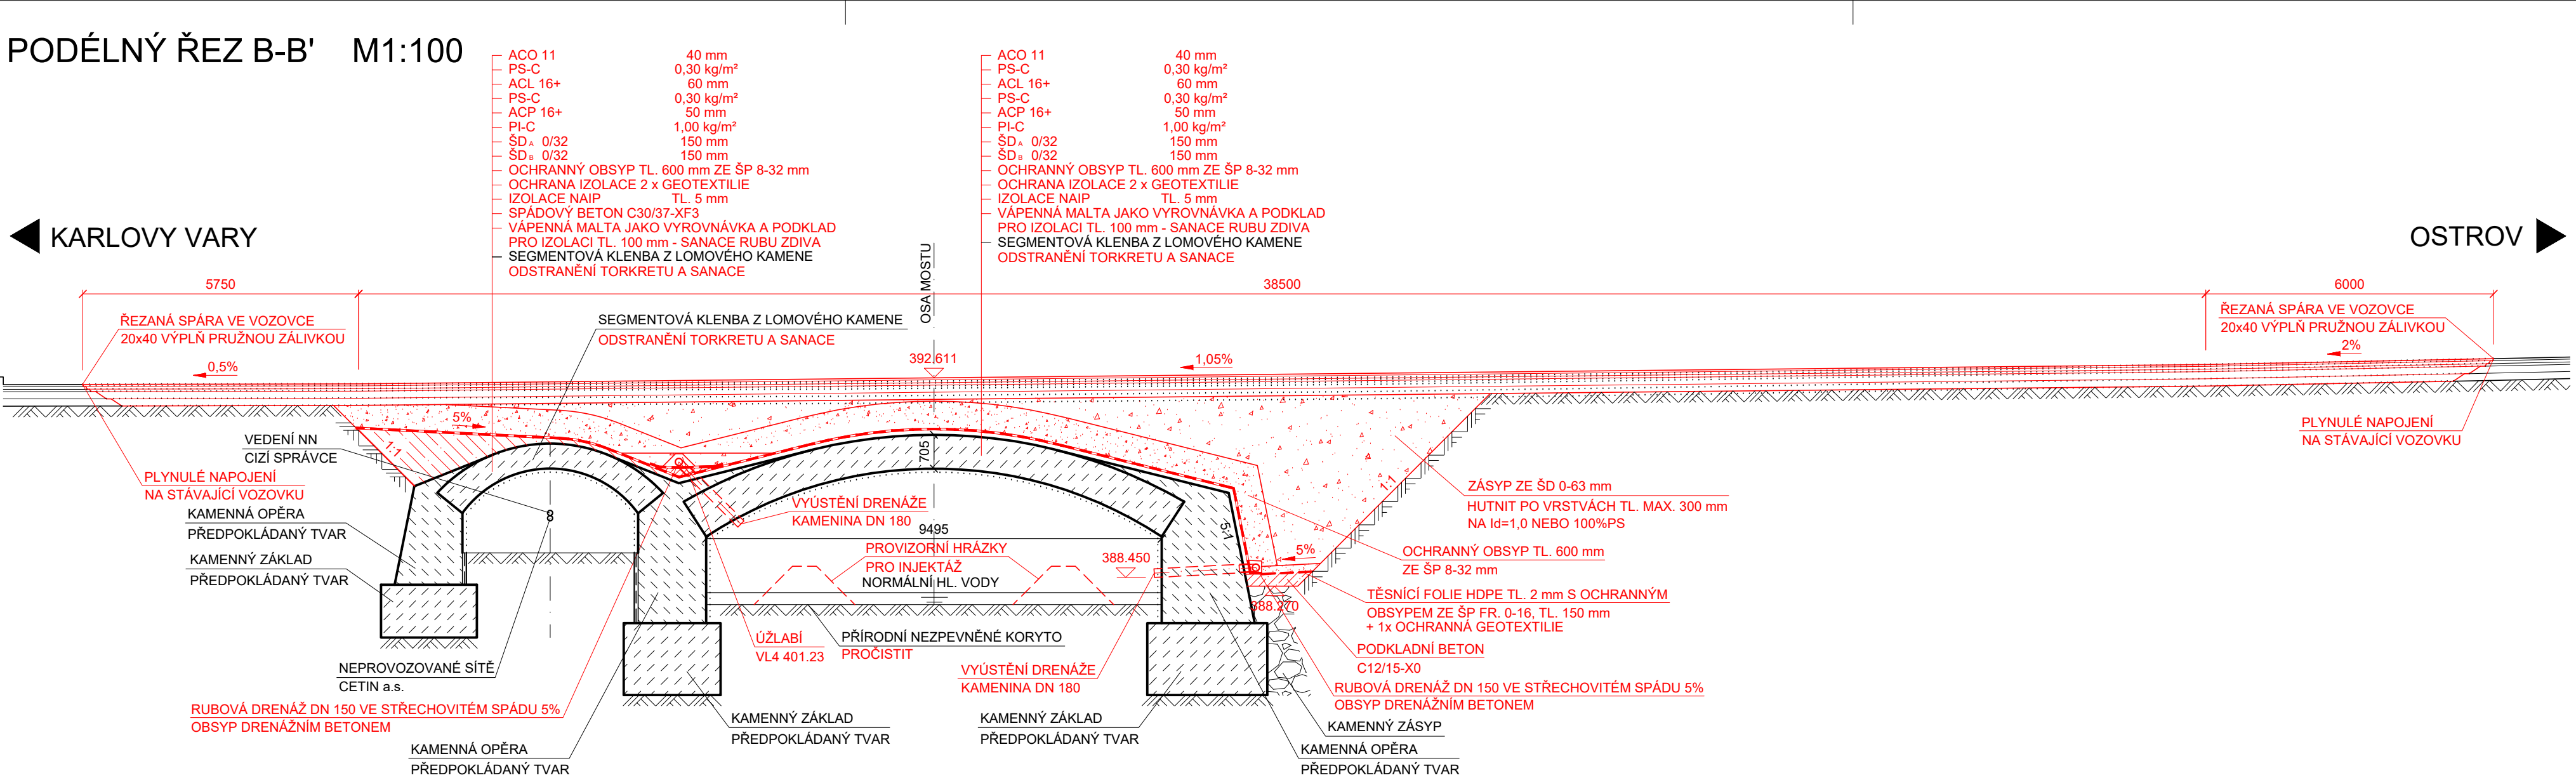 PODÉLNÝ ŘEZ B-B' M1:100
ACO 11 40 mm
PS-C 0,30 kg/m²
ACL 16+ 60 mm
PS-C 0,30 kg/m²
ACP 16+ 50 mm
PI-C 1,00 kg/m²
ŠDA 0/32 150 mm
ŠDB 0/32 150 mm
OCHRANNÝ OBSYP TL. 600 mm ZE ŠP 8-32 mm
OCHRANA IZOLACE 2 x GEOTEXTILIE
IZOLACE NAIP TL. 5 mm
SPÁDOVÝ BETON C30/37-XF3
VÁPENNÁ MALTA JAKO VYROVNÁVKA A PODKLAD
PRO IZOLACI TL. 100 mm - SANACE RUBU ZDIVA
SEGMENTOVÁ KLENBA Z LOMOVÉHO KAMENE
ODSTRANĚNÍ TORKRETU A SANACE
ACO 11 40 mm
PS-C 0,30 kg/m²
ACL 16+ 60 mm
PS-C 0,30 kg/m²
ACP 16+ 50 mm
PI-C 1,00 kg/m²
ŠDA 0/32 150 mm
ŠDB 0/32 150 mm
OCHRANNÝ OBSYP TL. 600 mm ZE ŠP 8-32 mm
OCHRANA IZOLACE 2 x GEOTEXTILIE
IZOLACE NAIP TL. 5 mm
VÁPENNÁ MALTA JAKO VYROVNÁVKA A PODKLAD
PRO IZOLACI TL. 100 mm - SANACE RUBU ZDIVA
SEGMENTOVÁ KLENBA Z LOMOVÉHO KAMENE
ODSTRANĚNÍ TORKRETU A SANACE
KARLOVY VARY
OSTROV
OSA MOSTU
5750
38500
6000
ŘEZANÁ SPÁRA VE VOZOVCE
20x40 VÝPLŇ PRUŽNOU ZÁLIVKOU
SEGMENTOVÁ KLENBA Z LOMOVÉHO KAMENE
ODSTRANĚNÍ TORKRETU A SANACE
ŘEZANÁ SPÁRA VE VOZOVCE
20x40 VÝPLŇ PRUŽNOU ZÁLIVKOU
0,5%
392.611
1,05%
2%
5%
1:1
705
1:1
5:1
VEDENÍ NN
CIZÍ SPRÁVCE
PLYNULÉ NAPOJENÍ
NA STÁVAJÍCÍ VOZOVKU
PLYNULÉ NAPOJENÍ
NA STÁVAJÍCÍ VOZOVKU
KAMENNÁ OPĚRA
PŘEDPOKLÁDANÝ TVAR
KAMENNÝ ZÁKLAD
PŘEDPOKLÁDANÝ TVAR
VYÚSTĚNÍ DRENÁŽE
KAMENINA DN 180
9495
PROVIZORNÍ HRÁZKY
PRO INJEKTÁŽ
NORMÁLNÍ HL. VODY
388.450
388.270
5%
ZÁSYP ZE ŠD 0-63 mm
HUTNIT PO VRSTVÁCH TL. MAX. 300 mm
NA Id=1,0 NEBO 100%PS
OCHRANNÝ OBSYP TL. 600 mm
ZE ŠP 8-32 mm
TĚSNÍCÍ FOLIE HDPE TL. 2 mm S OCHRANNÝM
OBSYPEM ZE ŠP FR. 0-16, TL. 150 mm
+ 1x OCHRANNÁ GEOTEXTILIE
PODKLADNÍ BETON
C12/15-X0
RUBOVÁ DRENÁŽ DN 150 VE STŘECHOVITÉM SPÁDU 5%
OBSYP DRENÁŽNÍM BETONEM
ÚŽLABÍ
VL4 401.23
PŘÍRODNÍ NEZPEVNĚNÉ KORYTO
PROČISTIT
VYÚSTĚNÍ DRENÁŽE
KAMENINA DN 180
NEPROVOZOVANÉ SÍTĚ
CETIN a.s.
RUBOVÁ DRENÁŽ DN 150 VE STŘECHOVITÉM SPÁDU 5%
OBSYP DRENÁŽNÍM BETONEM
KAMENNÝ ZÁKLAD
PŘEDPOKLÁDANÝ TVAR
KAMENNÝ ZÁKLAD
PŘEDPOKLÁDANÝ TVAR
KAMENNÝ ZÁSYP
KAMENNÁ OPĚRA
PŘEDPOKLÁDANÝ TVAR
KAMENNÁ OPĚRA
PŘEDPOKLÁDANÝ TVAR